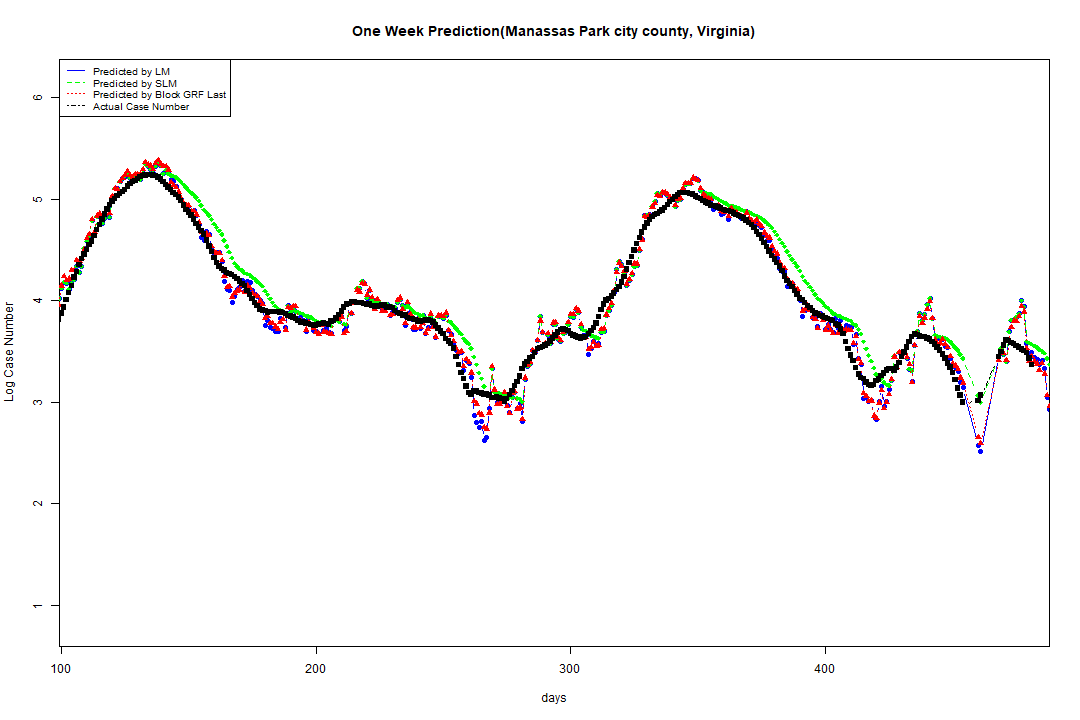 One Week Prediction(Manassas Park city county, Virginia)
Predicted by LM
Predicted by SLM
Predicted by Block GRF Last
Actual Case Number
6
5
4
3
2
1
Log Case Number
100 200 300 400
days